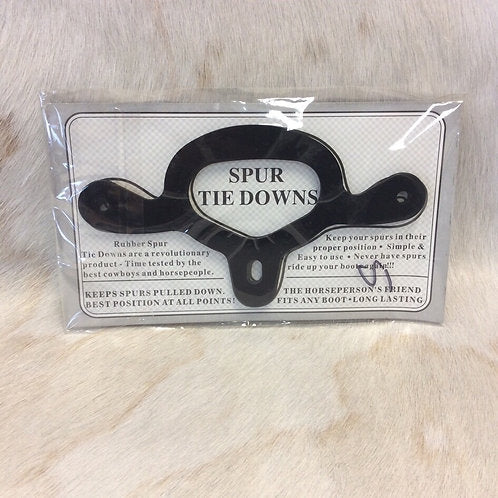 SPUR
TIE DOWNS
Rubber Spur
Tie Downs are a revolutionary
product - Time tested by the
best cowboys and horsepeople.
Keep your spurs in their
proper position • Simple &
Easy to use • Never have spurs
ride up your boot again!!!
KEEPS SPURS PULLED DOWN.
BEST POSITION AT ALL POINTS!
THE HORSEPERSON'S FRIEND
FITS ANY BOOT • LONG LASTING